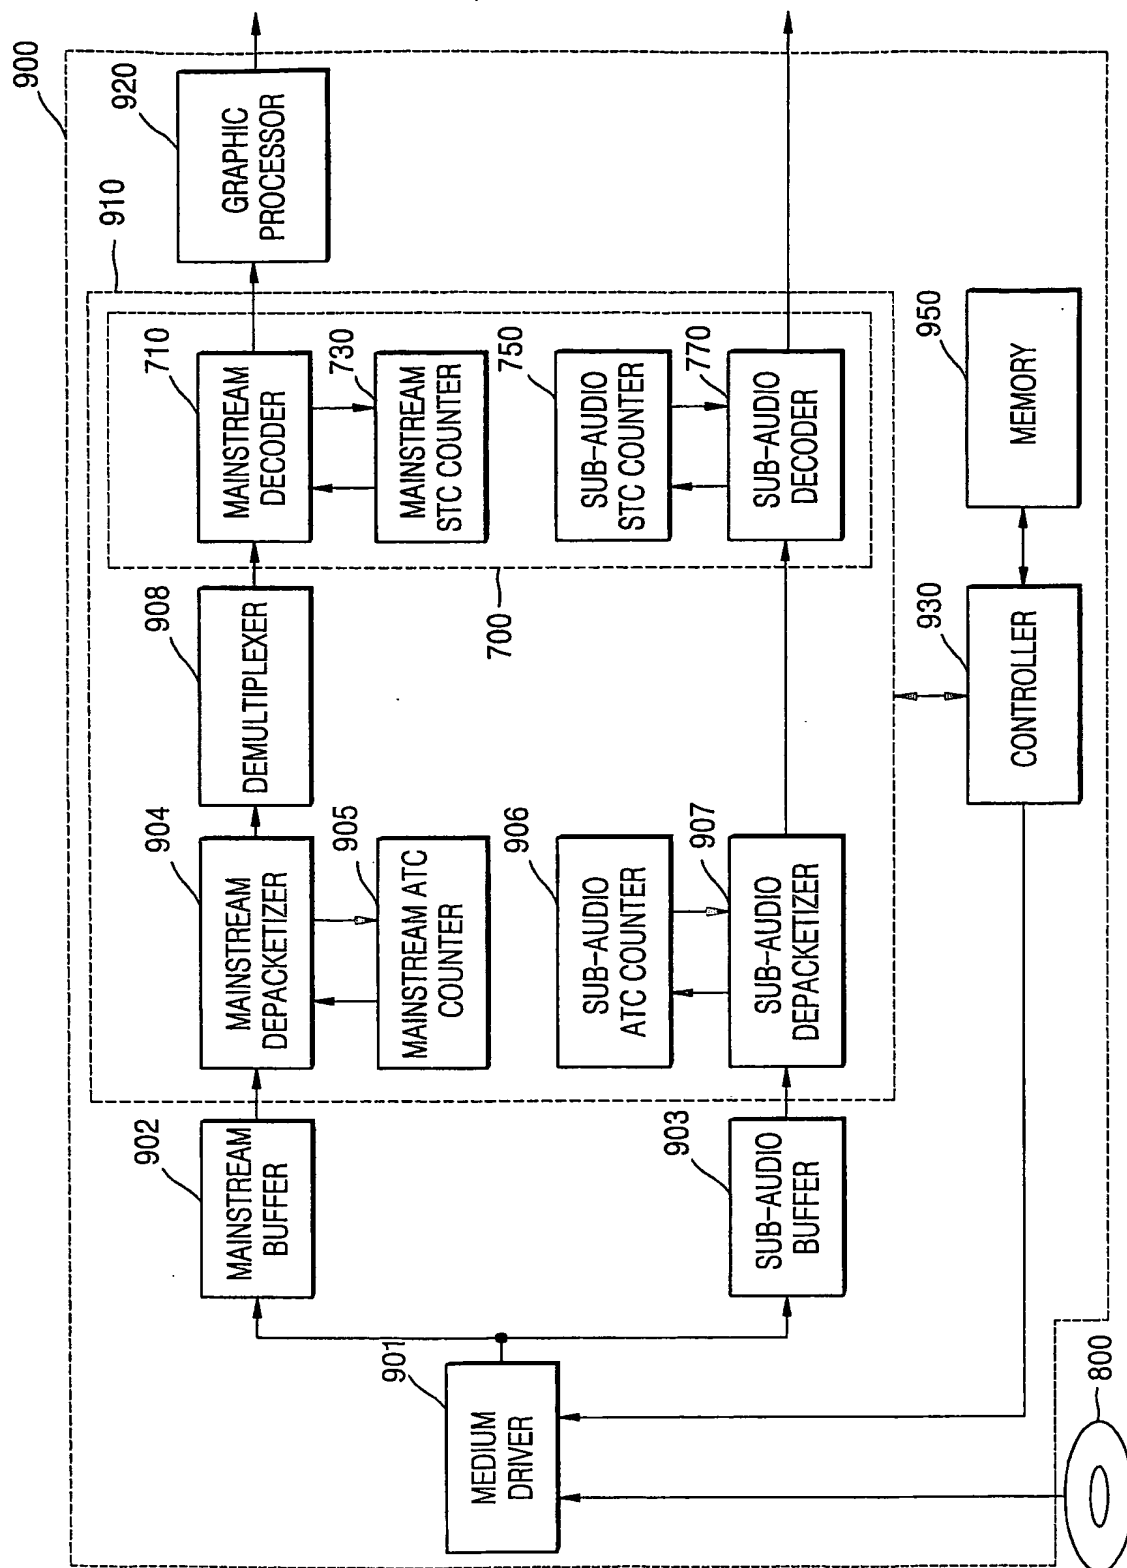 900
920
GRAPHIC
PROCESSOR
910
710
MAINSTREAM
DECODER
730
MAINSTREAM
STC COUNTER
750
SUB-AUDIO
STC COUNTER
770
SUB-AUDIO
DECODER
700
908
DEMULTIPLEXER
904
MAINSTREAM
DEPACKETIZER
905
MAINSTREAM ATC
COUNTER
906
SUB-AUDIO
ATC COUNTER
907
SUB-AUDIO
DEPACKETIZER
902
MAINSTREAM
BUFFER
903
SUB-AUDIO
BUFFER
901
MEDIUM
DRIVER
950
MEMORY
930
CONTROLLER
800